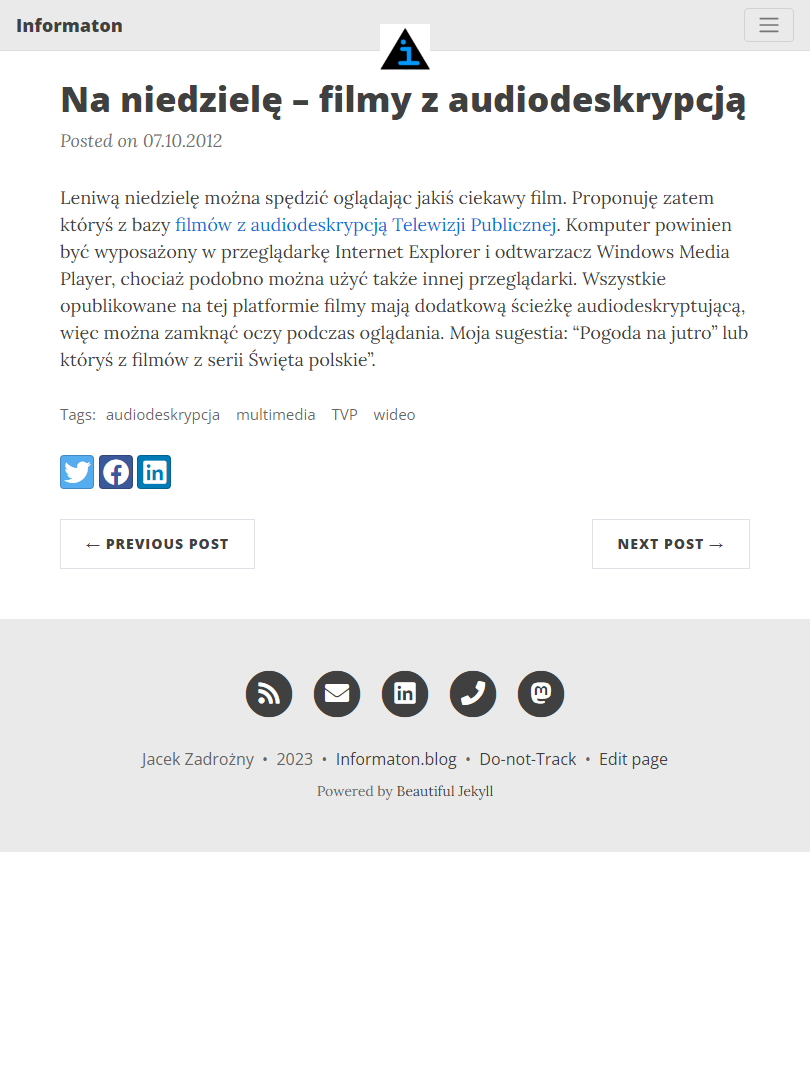 Informaton
Na niedzielę – filmy z audiodeskrypcją
Posted on 07.10.2012
Leniwą niedzielę można spędzić oglądając jakiś ciekawy film. Proponuję zatem
któryś z bazy filmów z audiodeskrypcją Telewizji Publicznej. Komputer powinien
być wyposażony w przeglądarkę Internet Explorer i odtwarzacz Windows Media
Player, chociaż podobno można użyć także innej przeglądarki. Wszystkie
opublikowane na tej platformie filmy mają dodatkową ścieżkę audiodeskryptującą,
więc można zamknąć oczy podczas oglądania. Moja sugestia: “Pogoda na jutro” lub
któryś z filmów z serii Święta polskie”.
Tags: audiodeskrypcja multimedia TVP wideo
← PREVIOUS POST
NEXT POST →
Jacek Zadrożny • 2023 • Informaton.blog • Do-not-Track • Edit page
Powered by Beautiful Jekyll